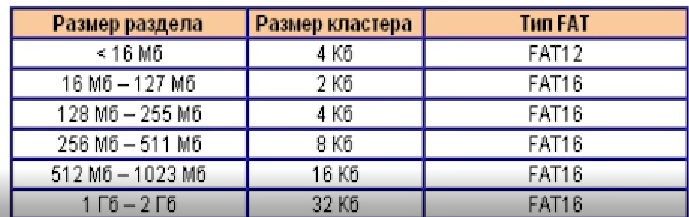 Размер раздела Размер кластера Тип FAT
< 16 Мб 4 Кб FAT12
16 Мб – 127 Мб 2 Кб FAT16
128 Мб – 255 Мб 4 Кб FAT16
256 Мб – 511 Мб 8 Кб FAT16
512 Мб – 1023 Мб 16 Кб FAT16
1 Гб – 2 Гб 32 Кб FAT16